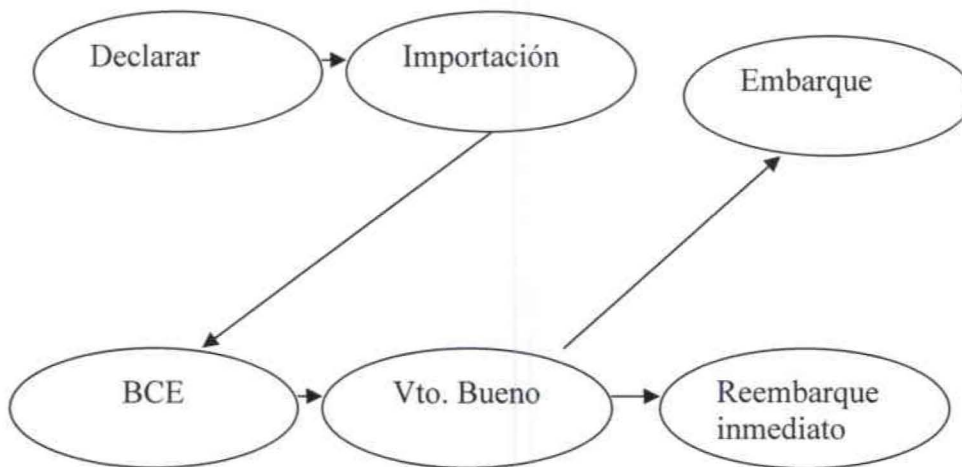 Declarar
Importación
Embarque
BCE
Vto. Bueno
Reembarque
inmediato